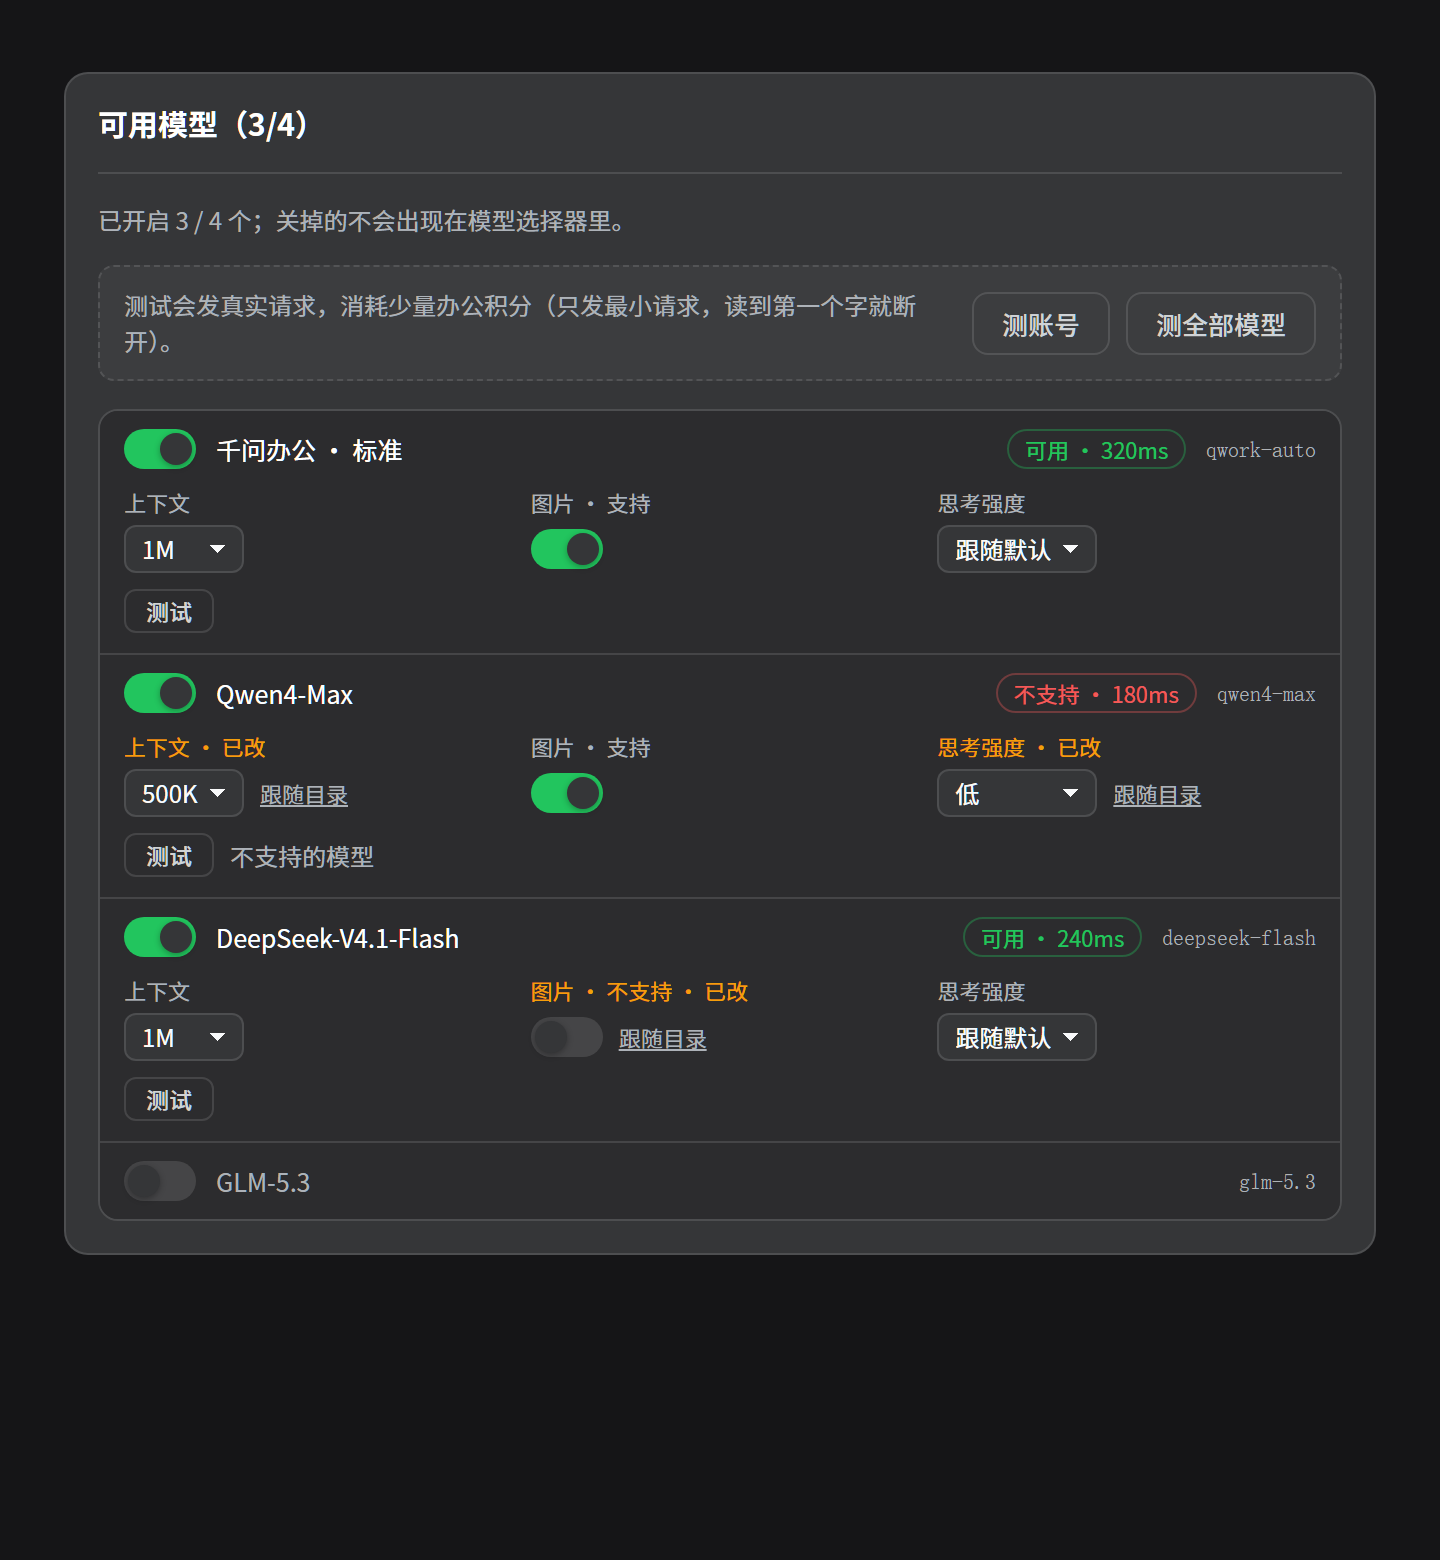 可用模型（3/4）
已开启 3 / 4 个；关掉的不会出现在模型选择器里。
测试会发真实请求，消耗少量办公积分（只发最小请求，读到第一个字就断
开）。
测账号
测全部模型
千问办公 · 标准
可用 · 320ms
qwork-auto
上下文
图片 · 支持
思考强度
1M
跟随默认
测试
Qwen4-Max
不支持 · 180ms
qwen4-max
上下文 · 已改
图片 · 支持
思考强度 · 已改
500K
跟随目录
低
跟随目录
测试
不支持的模型
DeepSeek-V4.1-Flash
可用 · 240ms
deepseek-flash
上下文
图片 · 不支持 · 已改
思考强度
1M
跟随目录
跟随默认
测试
GLM-5.3
glm-5.3